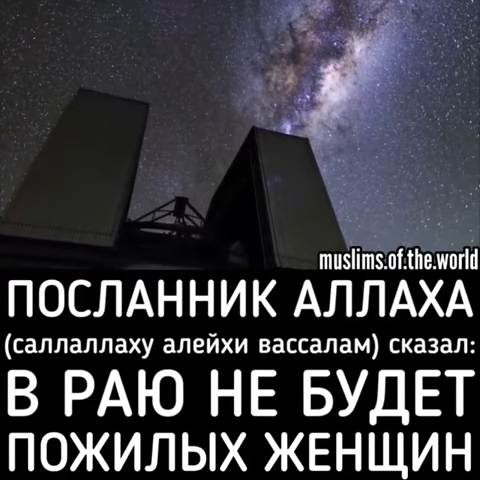 muslims.of.the.world
ПОСЛАННИК АЛЛАХА
(саллаллаху алейхи вассалам) сказал:
В РАЮ НЕ БУДЕТ
ПОЖИЛЫХ ЖЕНЩИН